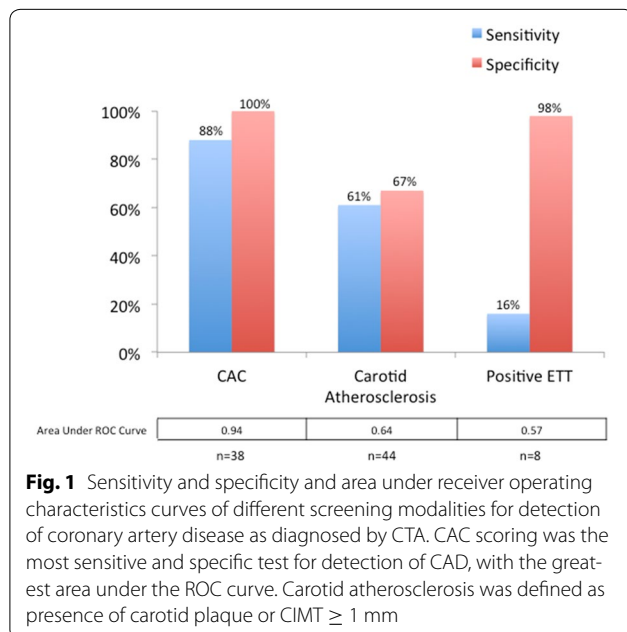 Sensitivity
Specificity
100%
80%
60%
40%
20%
0%
88%
100%
61%
67%
16%
98%
CAC
Carotid
Atherosclerosis
Positive ETT
Area Under ROC Curve 0.94 0.64 0.57
n=38 n=44 n=8
Fig. 1 Sensitivity and specificity and area under receiver operating
characteristics curves of different screening modalities for detection
of coronary artery disease as diagnosed by CTA. CAC scoring was the
most sensitive and specific test for detection of CAD, with the great-
est area under the ROC curve. Carotid atherosclerosis was defined as
presence of carotid plaque or CIMT ≥ 1 mm